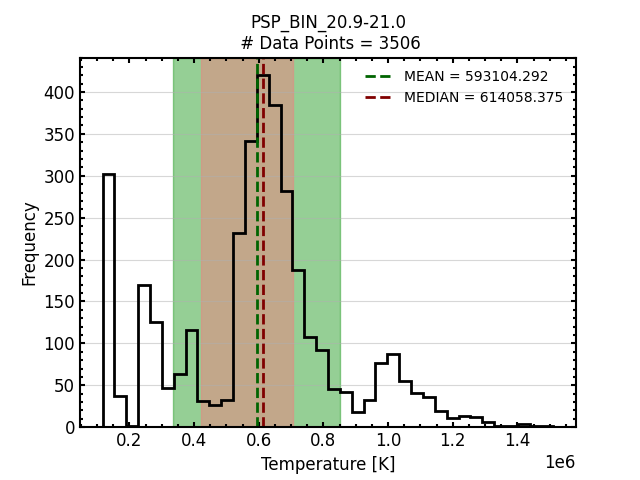 PSP_BIN_20.9-21.0
# Data Points = 3506
MEAN = 593104.292
MEDIAN = 614058.375
Frequency
400
350
300
250
200
150
100
50
0
0.2 0.4 0.6 0.8 1.0 1.2 1.4
Temperature [K]
1e6